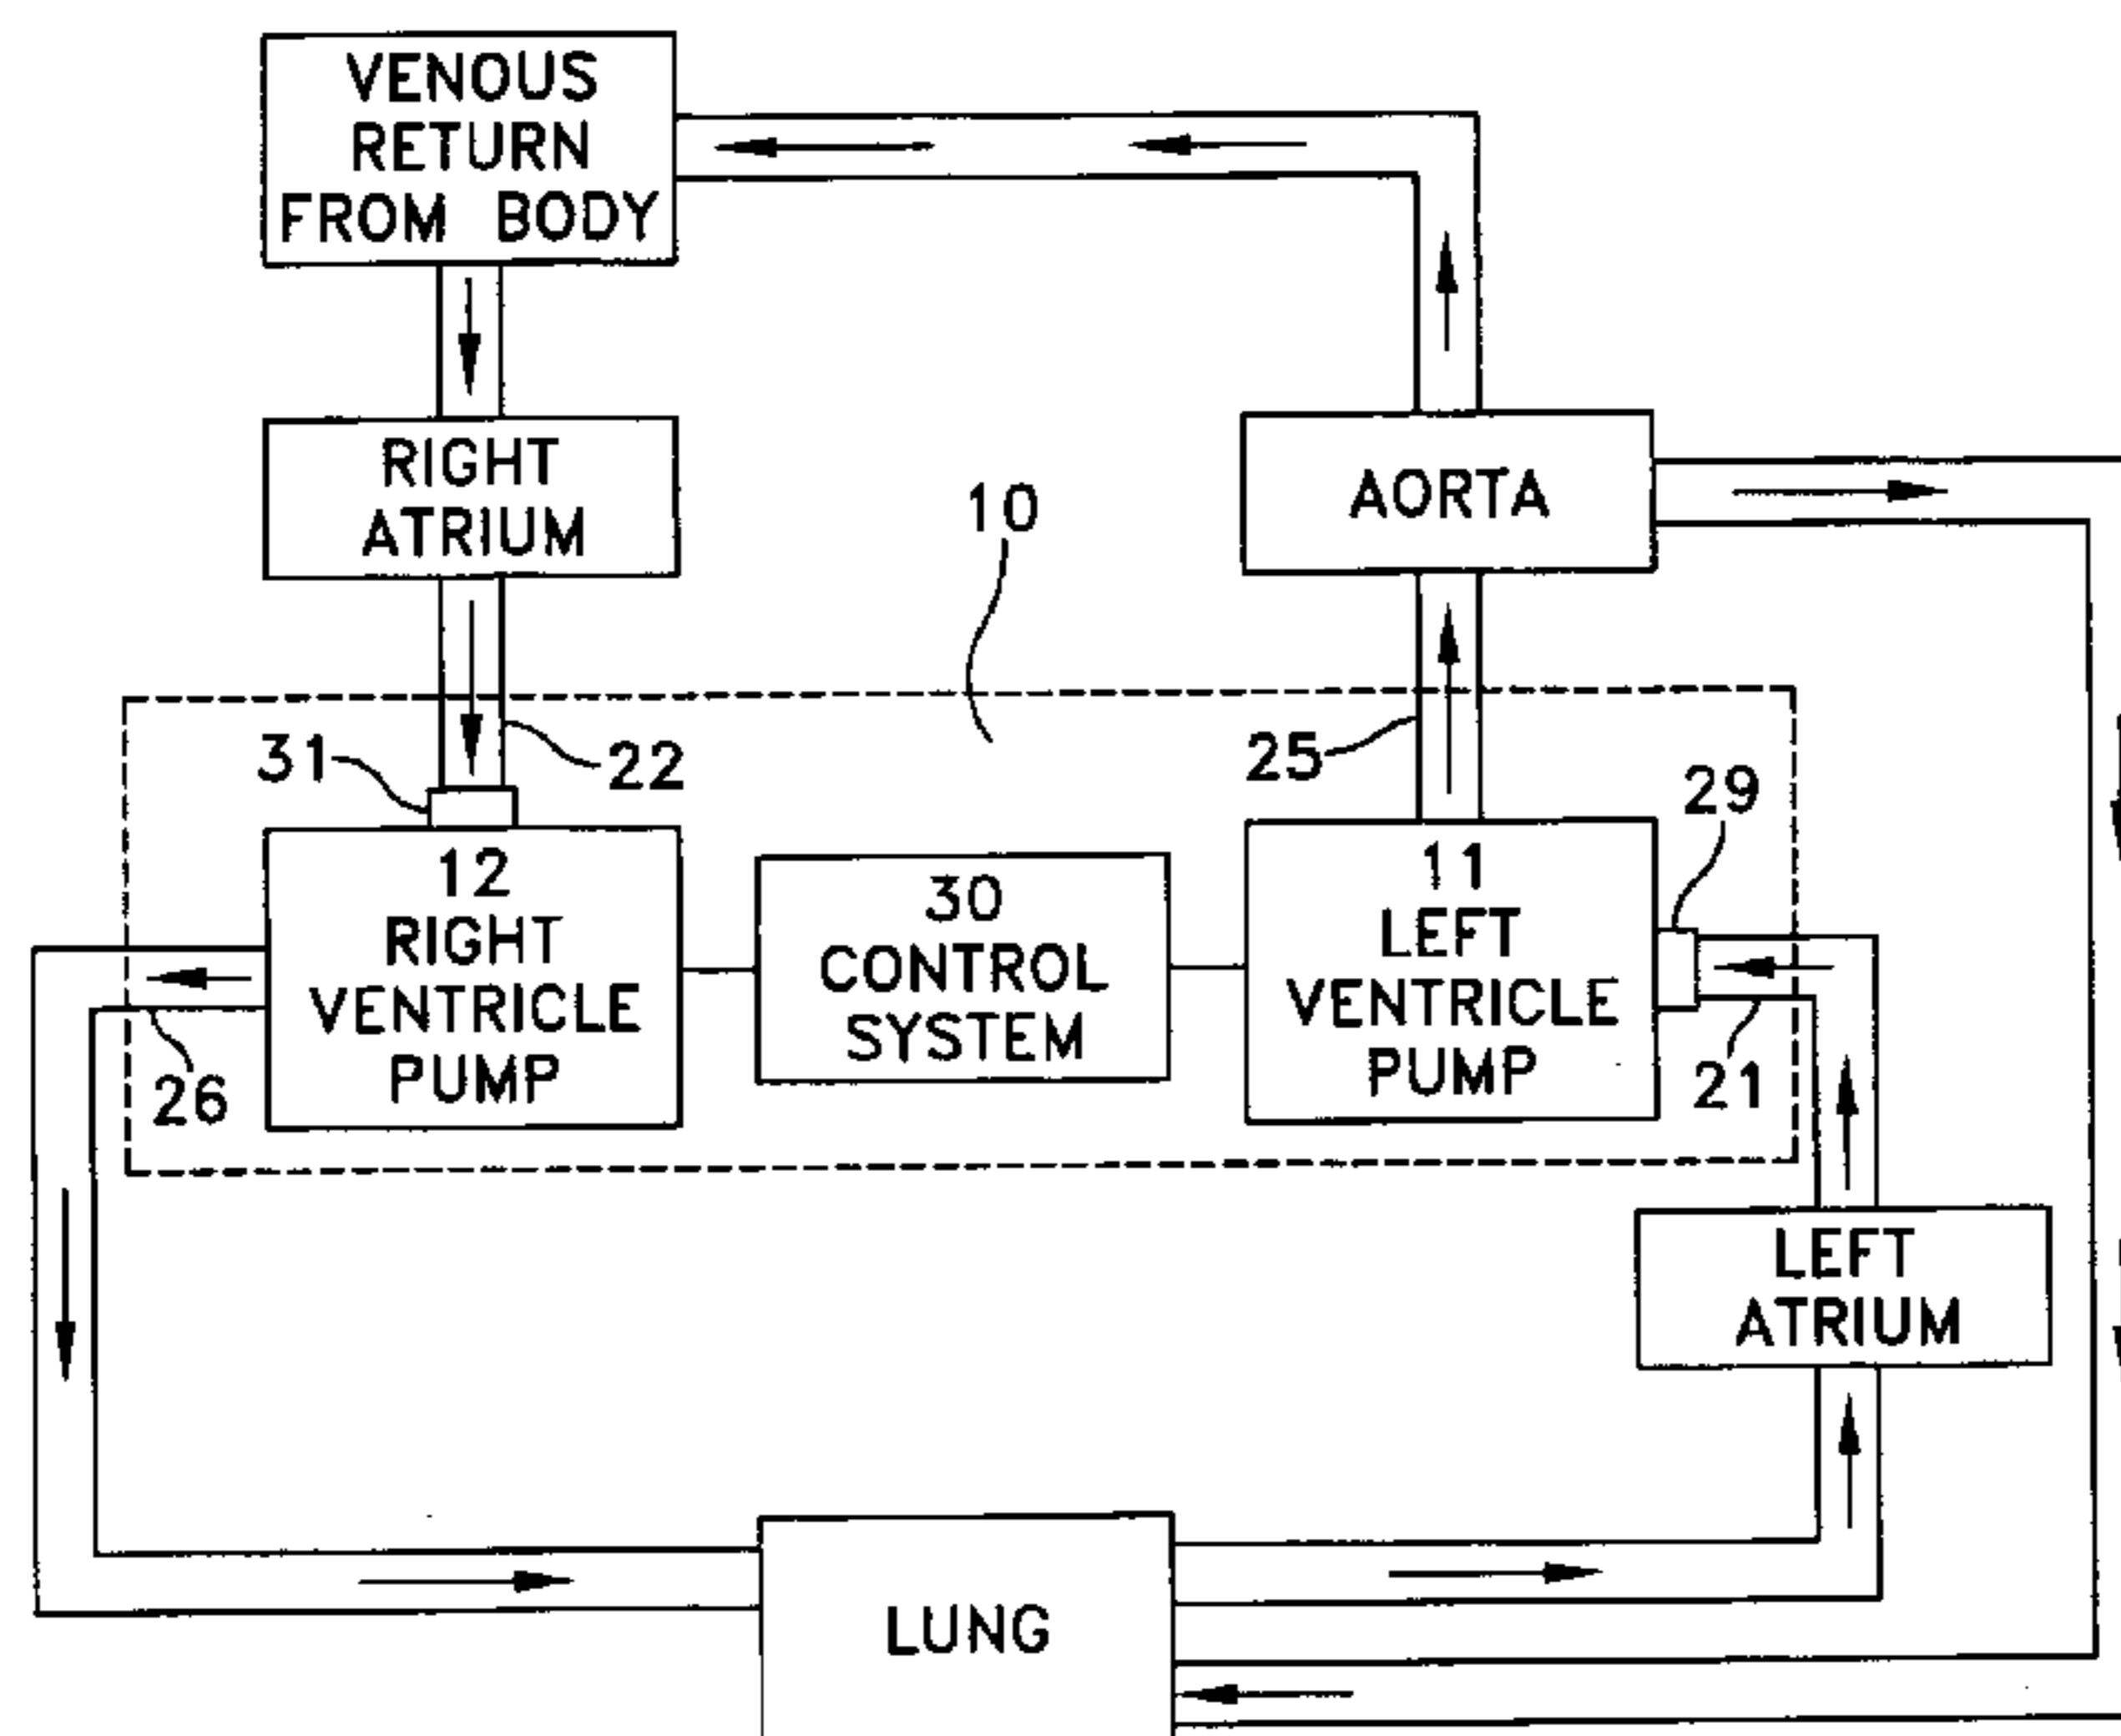 VENOUS
RETURN
FROM BODY
RIGHT
ATRIUM
10
AORTA
31
22
25
29
12
RIGHT
VENTRICLE
PUMP
30
CONTROL
SYSTEM
11
LEFT
VENTRICLE
PUMP
26
21
LEFT
ATRIUM
LUNG